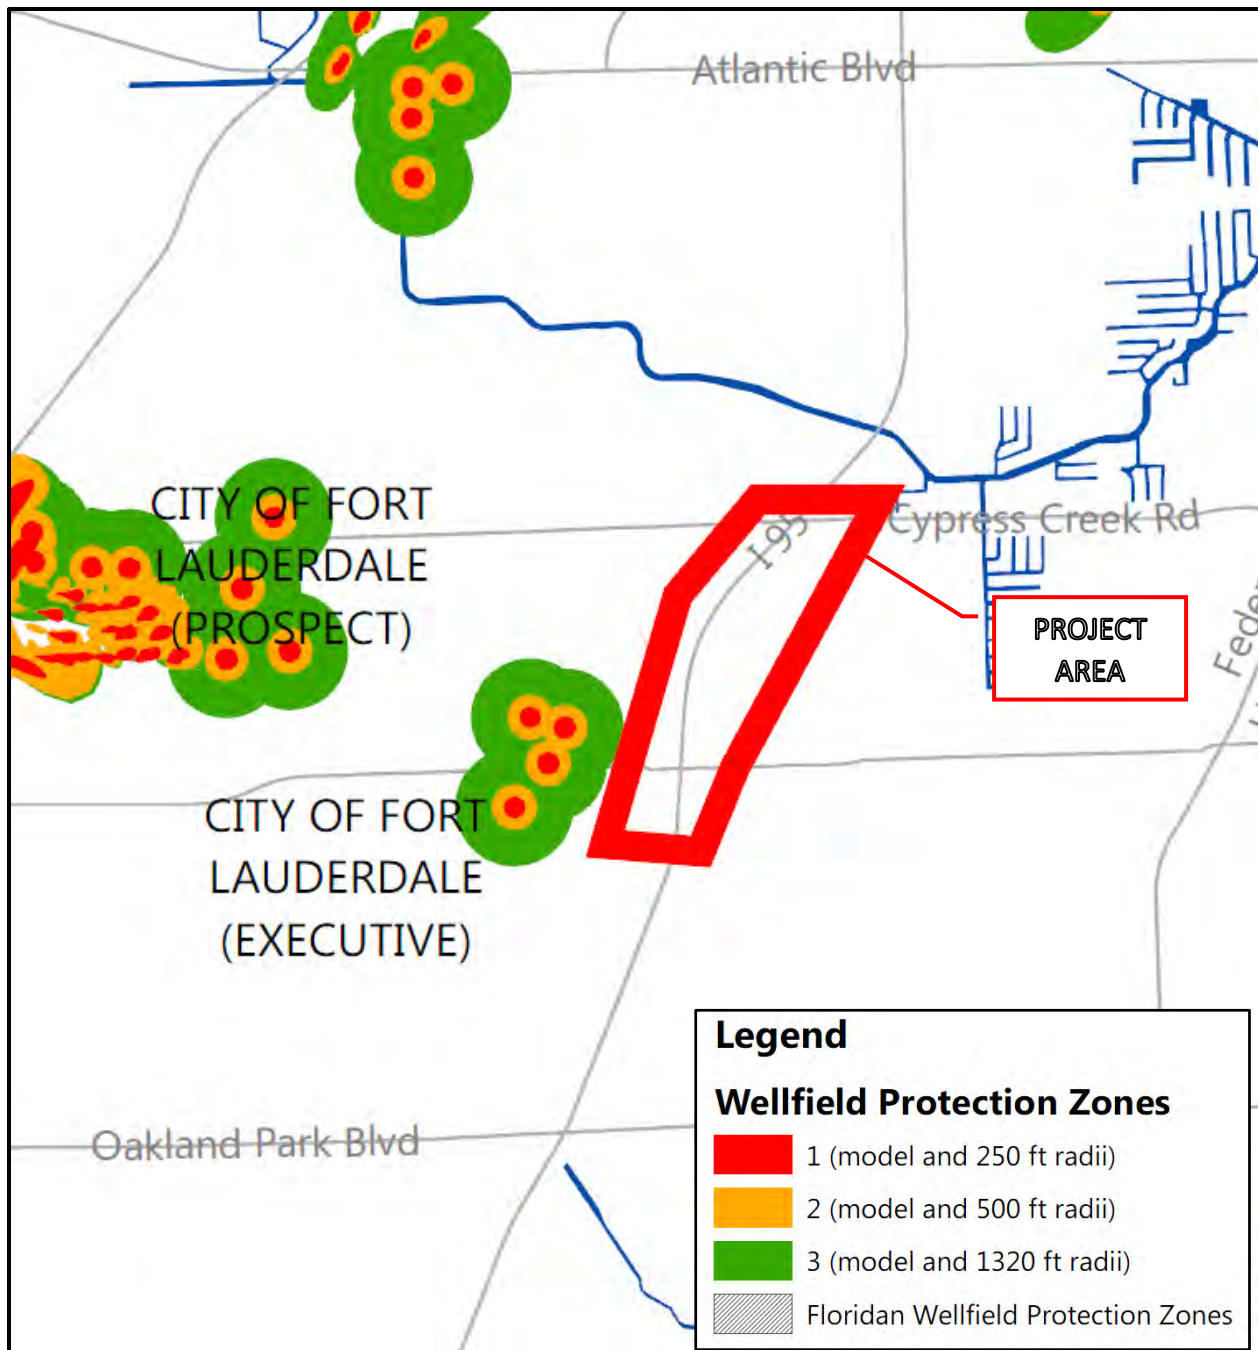 Atlantic Blvd
CITY OF FORT
LAUDERDALE
(PROSPECT)
I 95
Cypress Creek Rd
PROJECT
AREA
CITY OF FORT
LAUDERDALE
(EXECUTIVE)
Oakland Park Blvd
Legend
Wellfield Protection Zones
1 (model and 250 ft radii)
2 (model and 500 ft radii)
3 (model and 1320 ft radii)
Floridan Wellfield Protection Zones